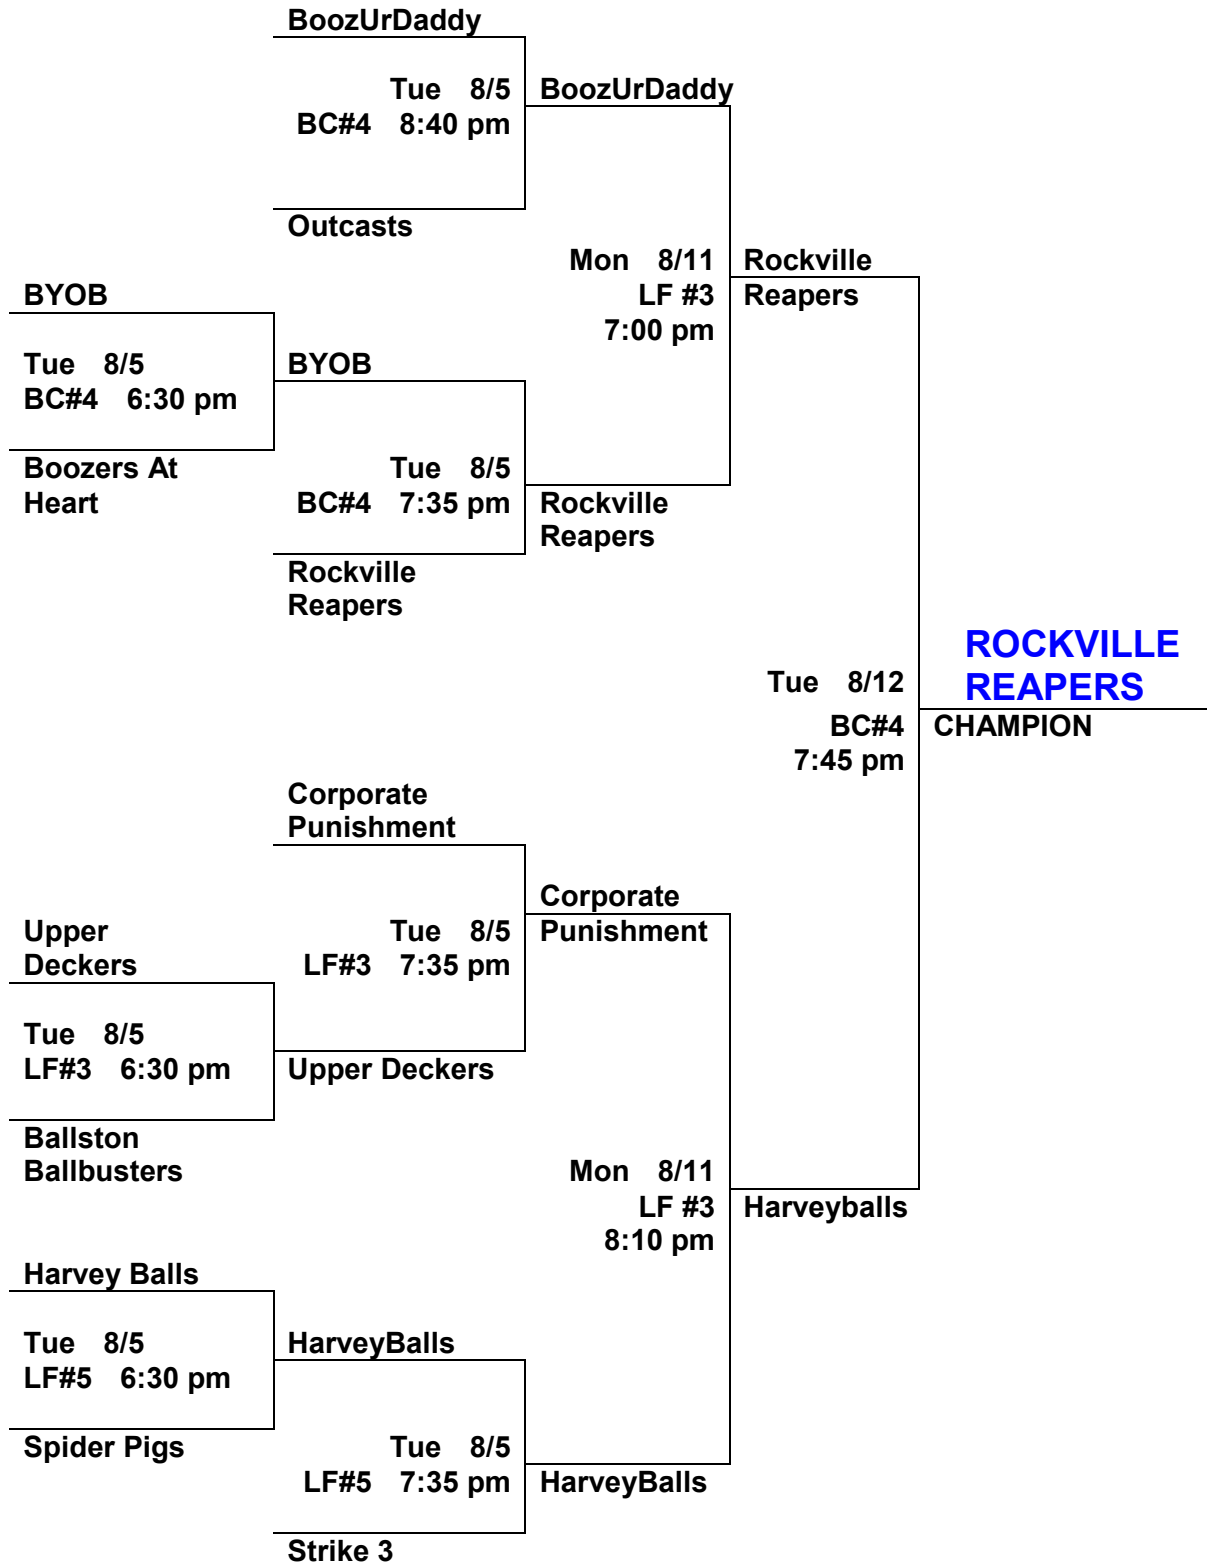 BoozUrDaddy
Tue 8/5
BC#4 8:40 pm
BoozUrDaddy
Outcasts
Mon 8/11
LF #3
7:00 pm
Rockville
Reapers
BYOB
Tue 8/5
BC#4 6:30 pm
BYOB
Boozers At
Heart
Tue 8/5
BC#4 7:35 pm
Rockville
Reapers
Rockville
Reapers
ROCKVILLE
REAPERS
Tue 8/12
BC#4
7:45 pm
CHAMPION
Corporate
Punishment
Corporate
Punishment
Upper
Deckers
Tue 8/5
LF#3 7:35 pm
Tue 8/5
LF#3 6:30 pm
Upper Deckers
Ballston
Ballbusters
Mon 8/11
LF #3
8:10 pm
Harveyballs
Harvey Balls
Tue 8/5
LF#5 6:30 pm
HarveyBalls
Spider Pigs
Tue 8/5
LF#5 7:35 pm
HarveyBalls
Strike 3